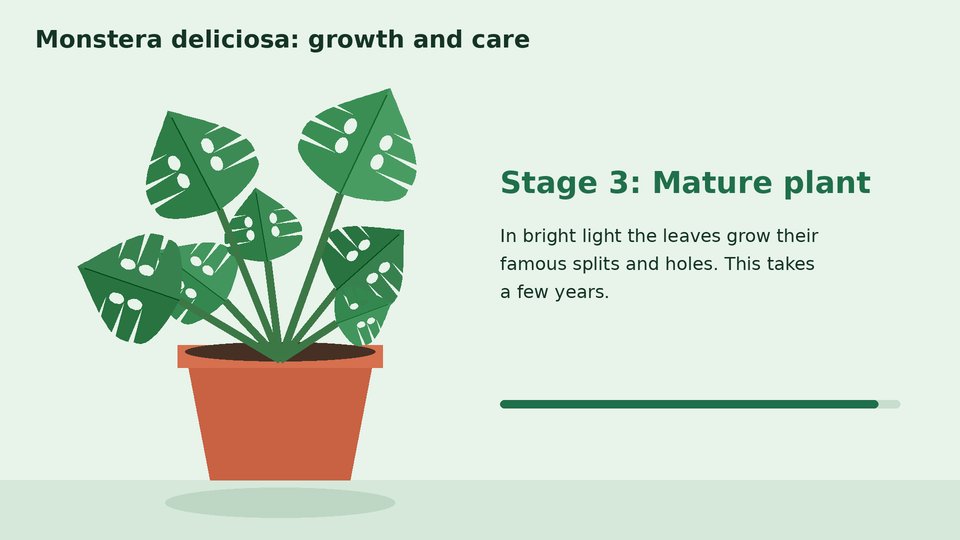 Monstera deliciosa: growth and care
Stage 3: Mature plant
In bright light the leaves grow their
famous splits and holes. This takes
a few years.